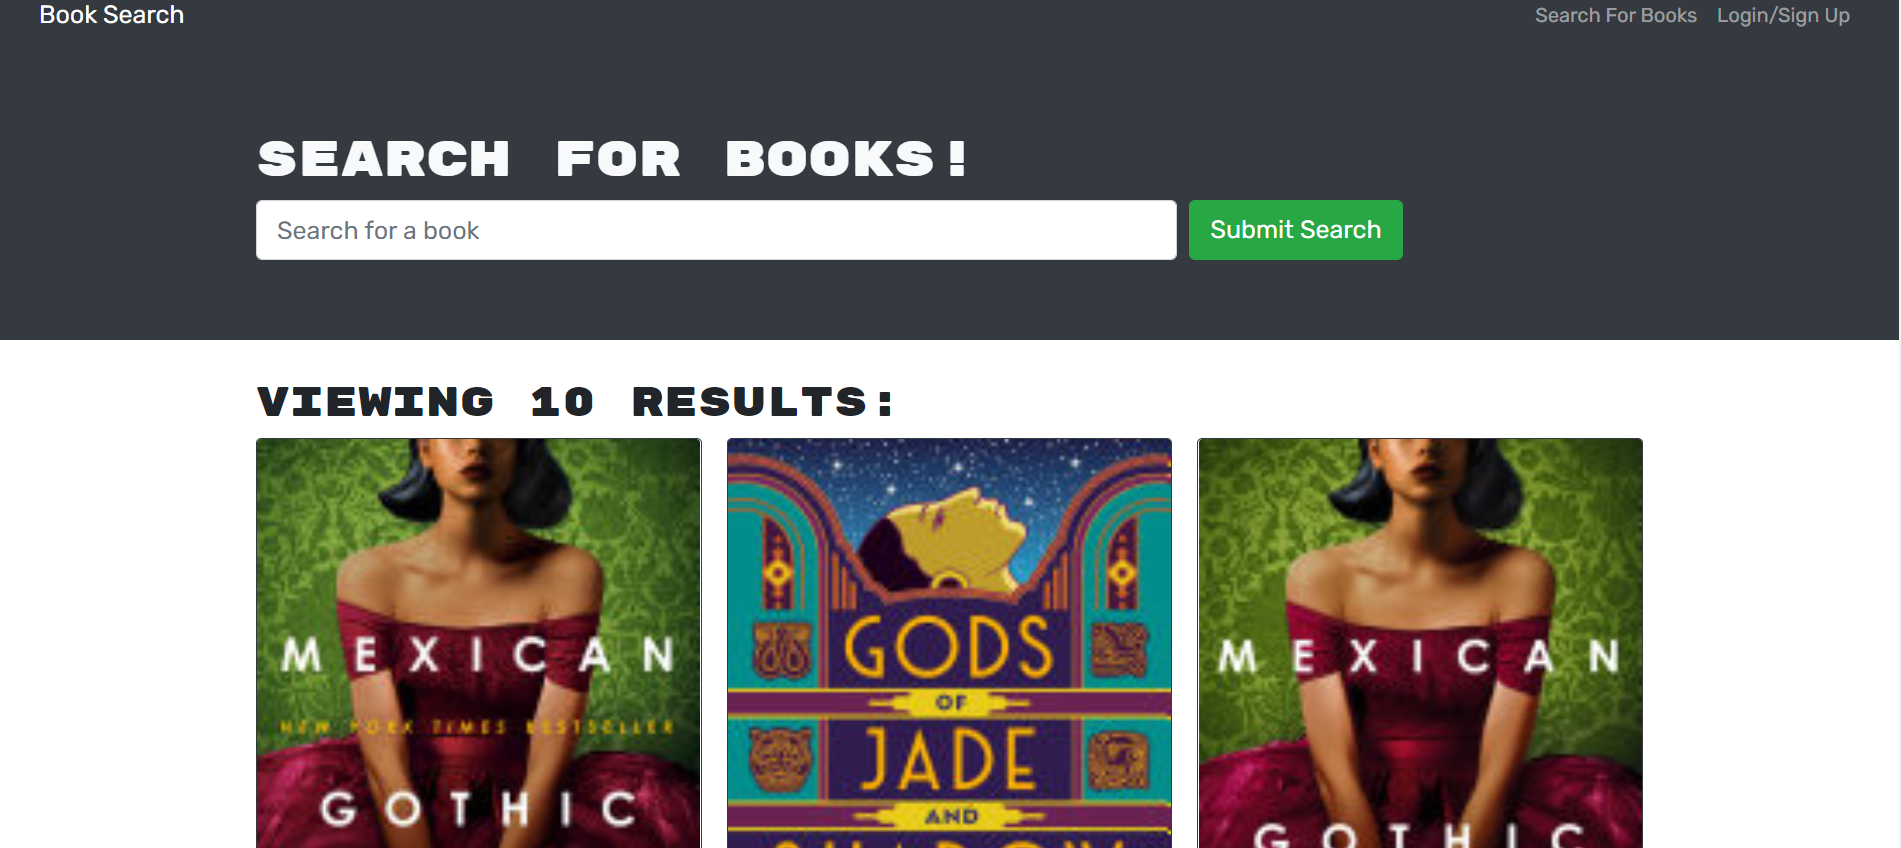 Book Search
Search For Books Login/Sign Up
SEARCH FOR BOOKS!
Search for a book
Submit Search
VIEWING 10 RESULTS:
MEXICAN
NEW YORK TIMES BESTSELLER
GOTHIC
GODS
OF
JADE
AND
SHADOW
MEXICAN
GOTHIC